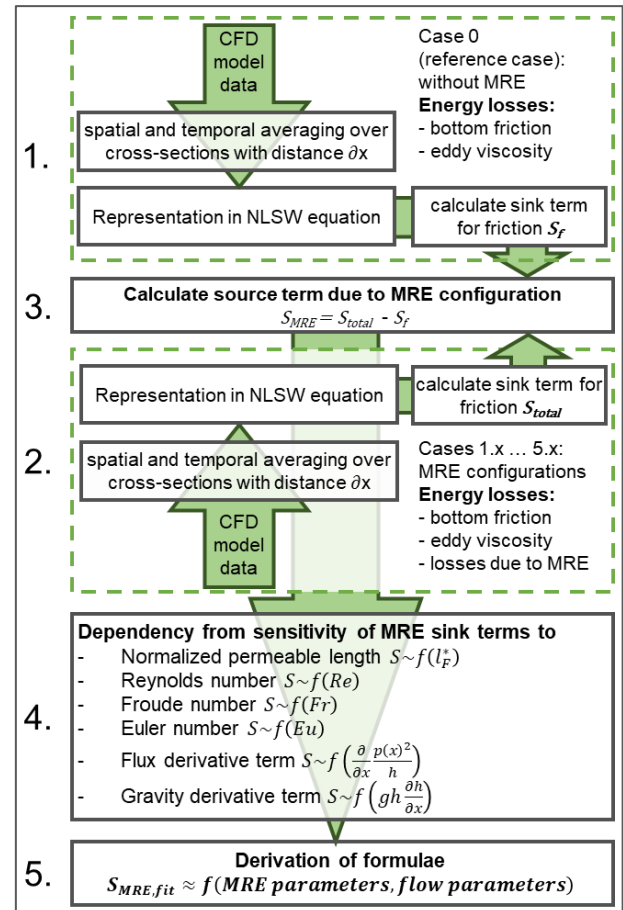 CFD
model
data
Case 0
(reference case):
without MRE
Energy losses:
- bottom friction
- eddy viscosity
1.
spatial and temporal averaging over
cross-sections with distance ∂x
Representation in NLSW equation
calculate sink term
for friction S_f
3.
Calculate source term due to MRE configuration
S_MRE = S_total - S_f
2.
Representation in NLSW equation
calculate sink term for
friction S_total
spatial and temporal averaging over
cross-sections with distance ∂x
CFD
model
data
Cases 1.x ... 5.x:
MRE configurations
Energy losses:
- bottom friction
- eddy viscosity
- losses due to MRE
4.
Dependency from sensitivity of MRE sink terms to
- Normalized permeable length S~f(l_F^*)
- Reynolds number S~f(Re)
- Froude number S~f(Fr)
- Euler number S~f(Eu)
- Flux derivative term S~f(∂/∂x p(x)²/h)
- Gravity derivative term S~f(gh ∂h/∂x)
5.
Derivation of formulae
S_MRE,fit ≈ f(MRE parameters, flow parameters)